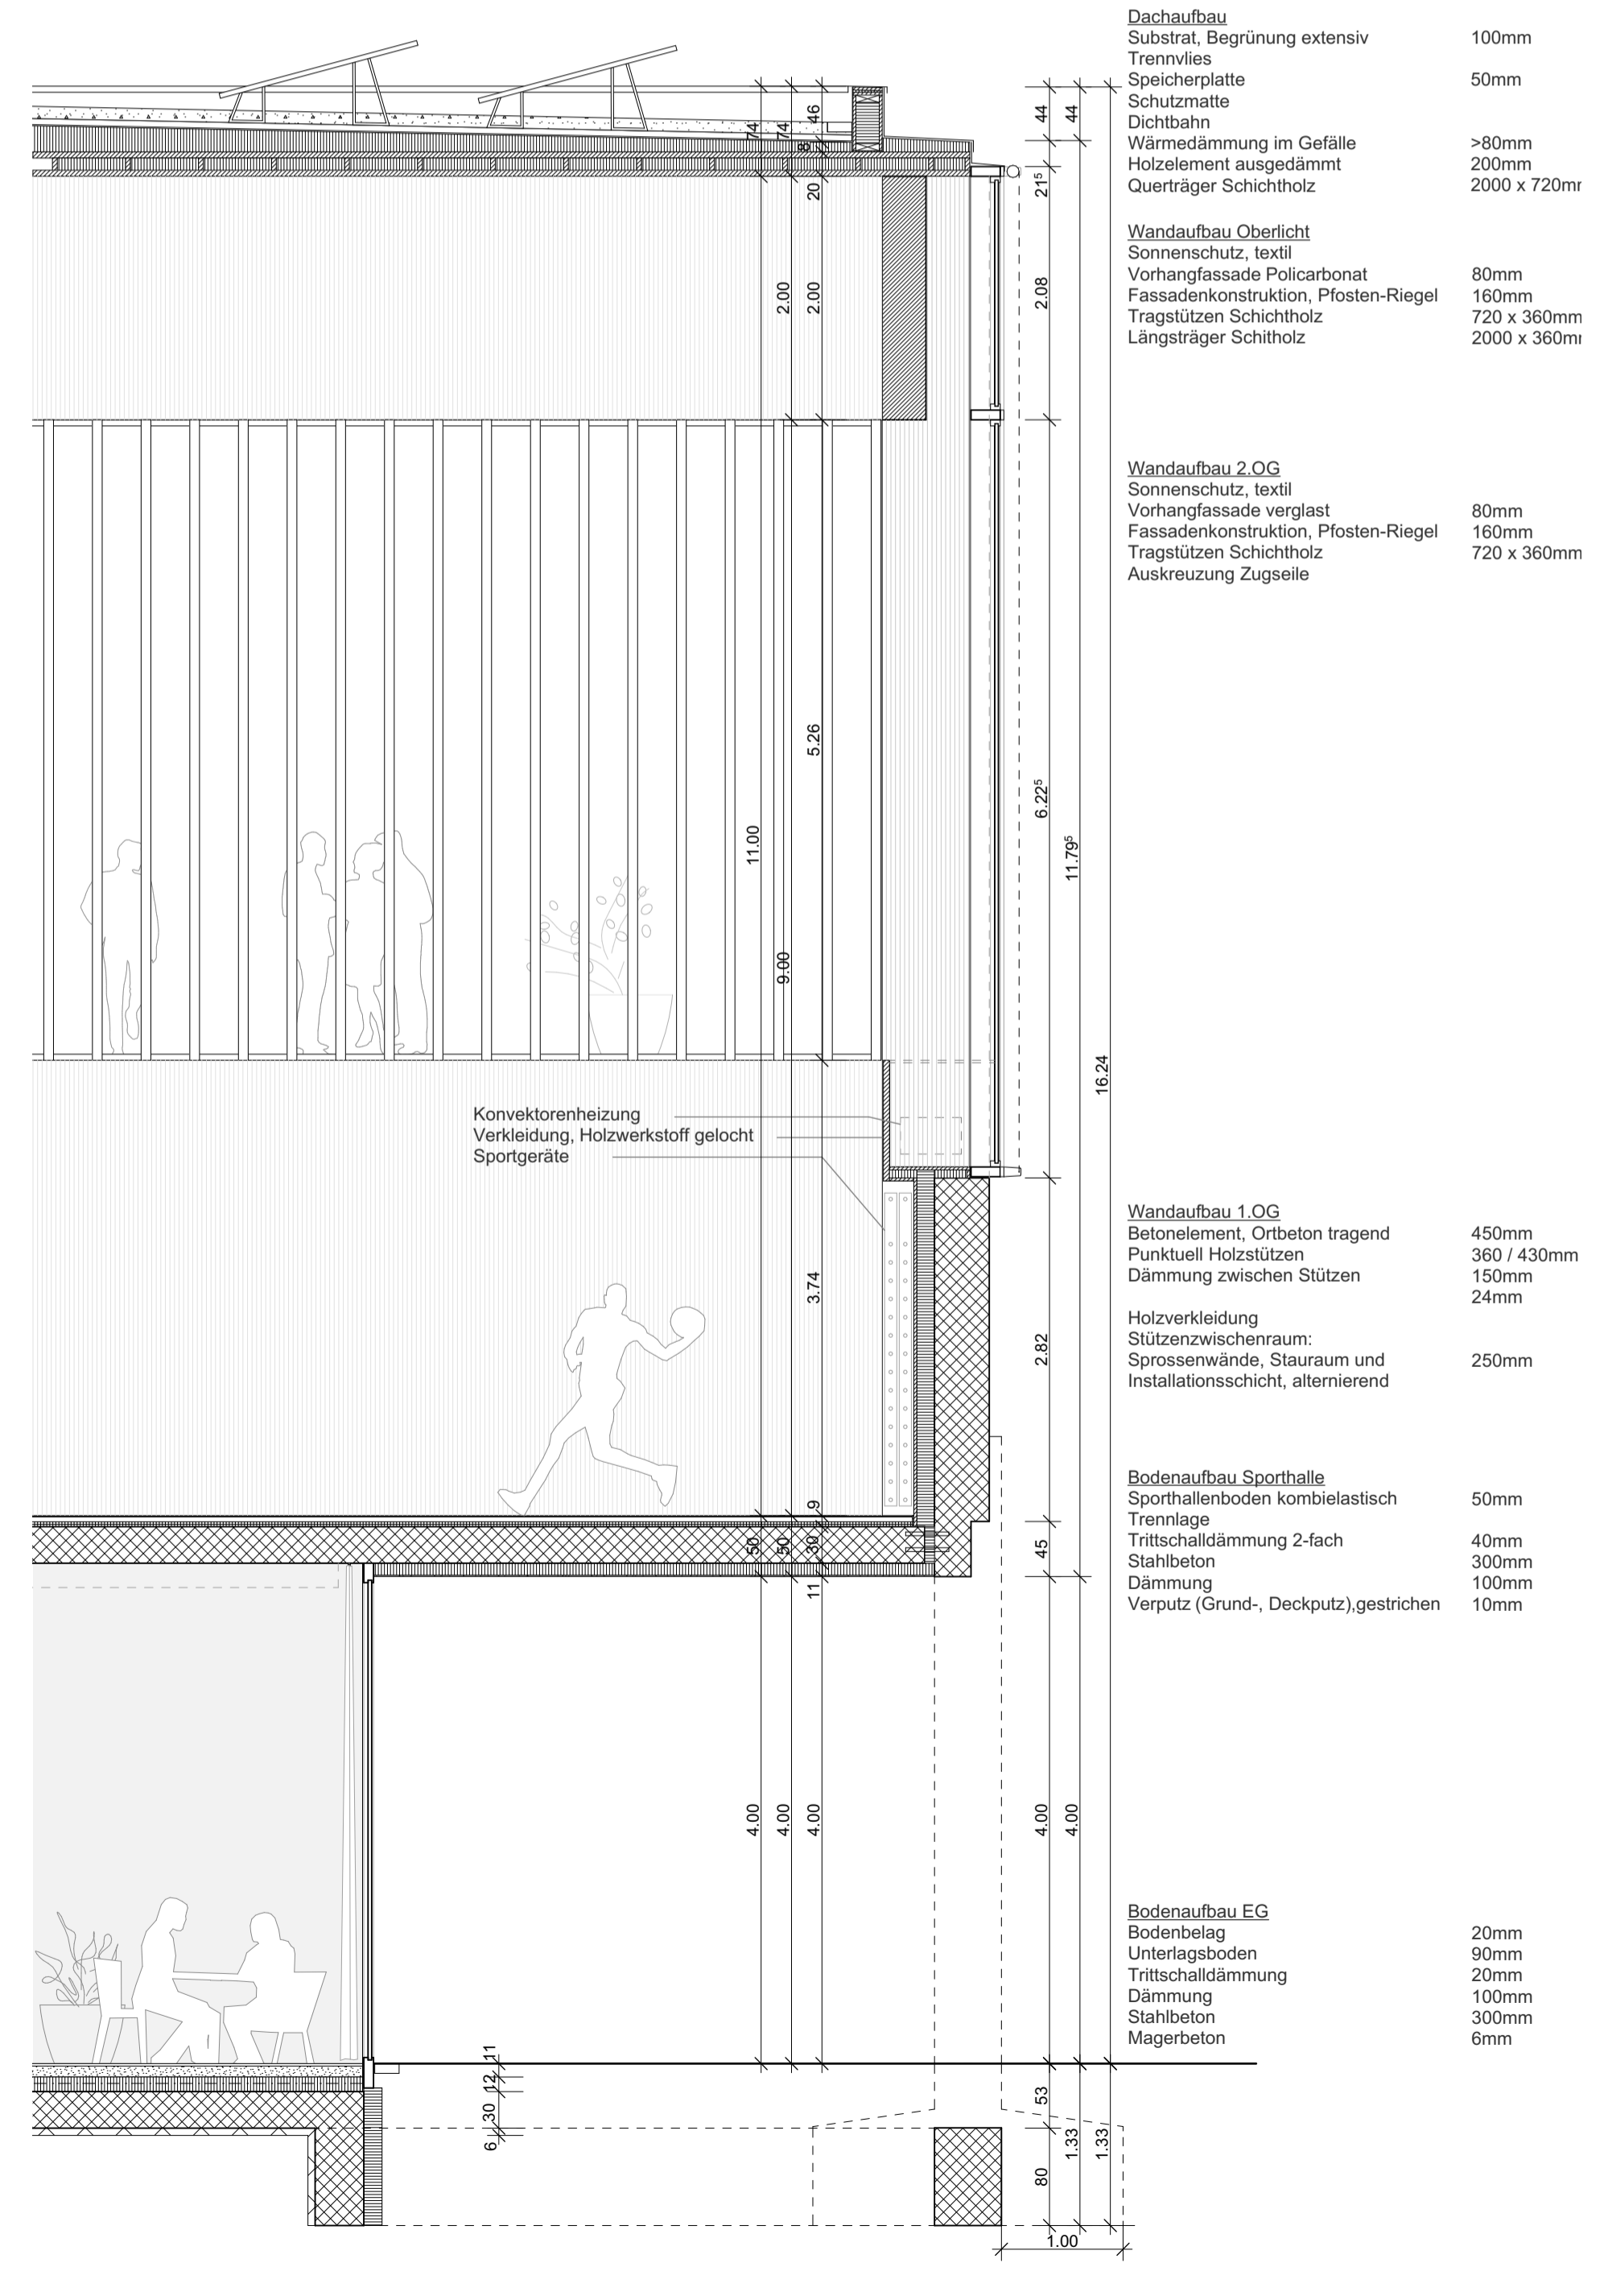 Dachaufbau
Substrat, Begrünung extensiv 100mm
Trennvlies
Speicherplatte 50mm
Schutzmatte
Dichtbahn
Wärmedämmung im Gefälle >80mm
Holzelement ausgedämmt 200mm
Querträger Schichtholz 2000 x 720mm
Wandaufbau Oberlicht
Sonnenschutz, textil
Vorhangfassade Policarbonat 80mm
Fassadenkonstruktion, Pfosten-Riegel 160mm
Tragstützen Schichtholz 720 x 360mm
Längsträger Schitholz 2000 x 360mm
Wandaufbau 2.OG
Sonnenschutz, textil
Vorhangfassade verglast 80mm
Fassadenkonstruktion, Pfosten-Riegel 160mm
Tragstützen Schichtholz 720 x 360mm
Auskreuzung Zugseile
Konvektorenheizung
Verkleidung, Holzwerkstoff gelocht
Sportgeräte
Wandaufbau 1.OG
Betonelement, Ortbeton tragend 450mm
Punktuell Holzstützen 360 / 430mm
Dämmung zwischen Stützen 150mm
24mm
Holzverkleidung
Stützenzwischenraum:
Sprossenwände, Stauraum und 250mm
Installationsschicht, alternierend
Bodenaufbau Sporthalle
Sporthallenboden kombielastisch 50mm
Trennlage
Trittschalldämmung 2-fach 40mm
Stahlbeton 300mm
Dämmung 100mm
Verputz (Grund-, Deckputz),gestrichen 10mm
Bodenaufbau EG
Bodenbelag 20mm
Unterlagsboden 90mm
Trittschalldämmung 20mm
Dämmung 100mm
Stahlbeton 300mm
Magerbeton 6mm
74
11.00
50
4.00
74
2.00
9.00
50
4.00
46
8
20
2.00
5.26
3.74
9
30
11
4.00
44
21⁵
2.08
6.22⁵
2.82
45
4.00
53
80
44
11.79⁵
4.00
1.33
16.24
1.33
11
12
30
6
1.00